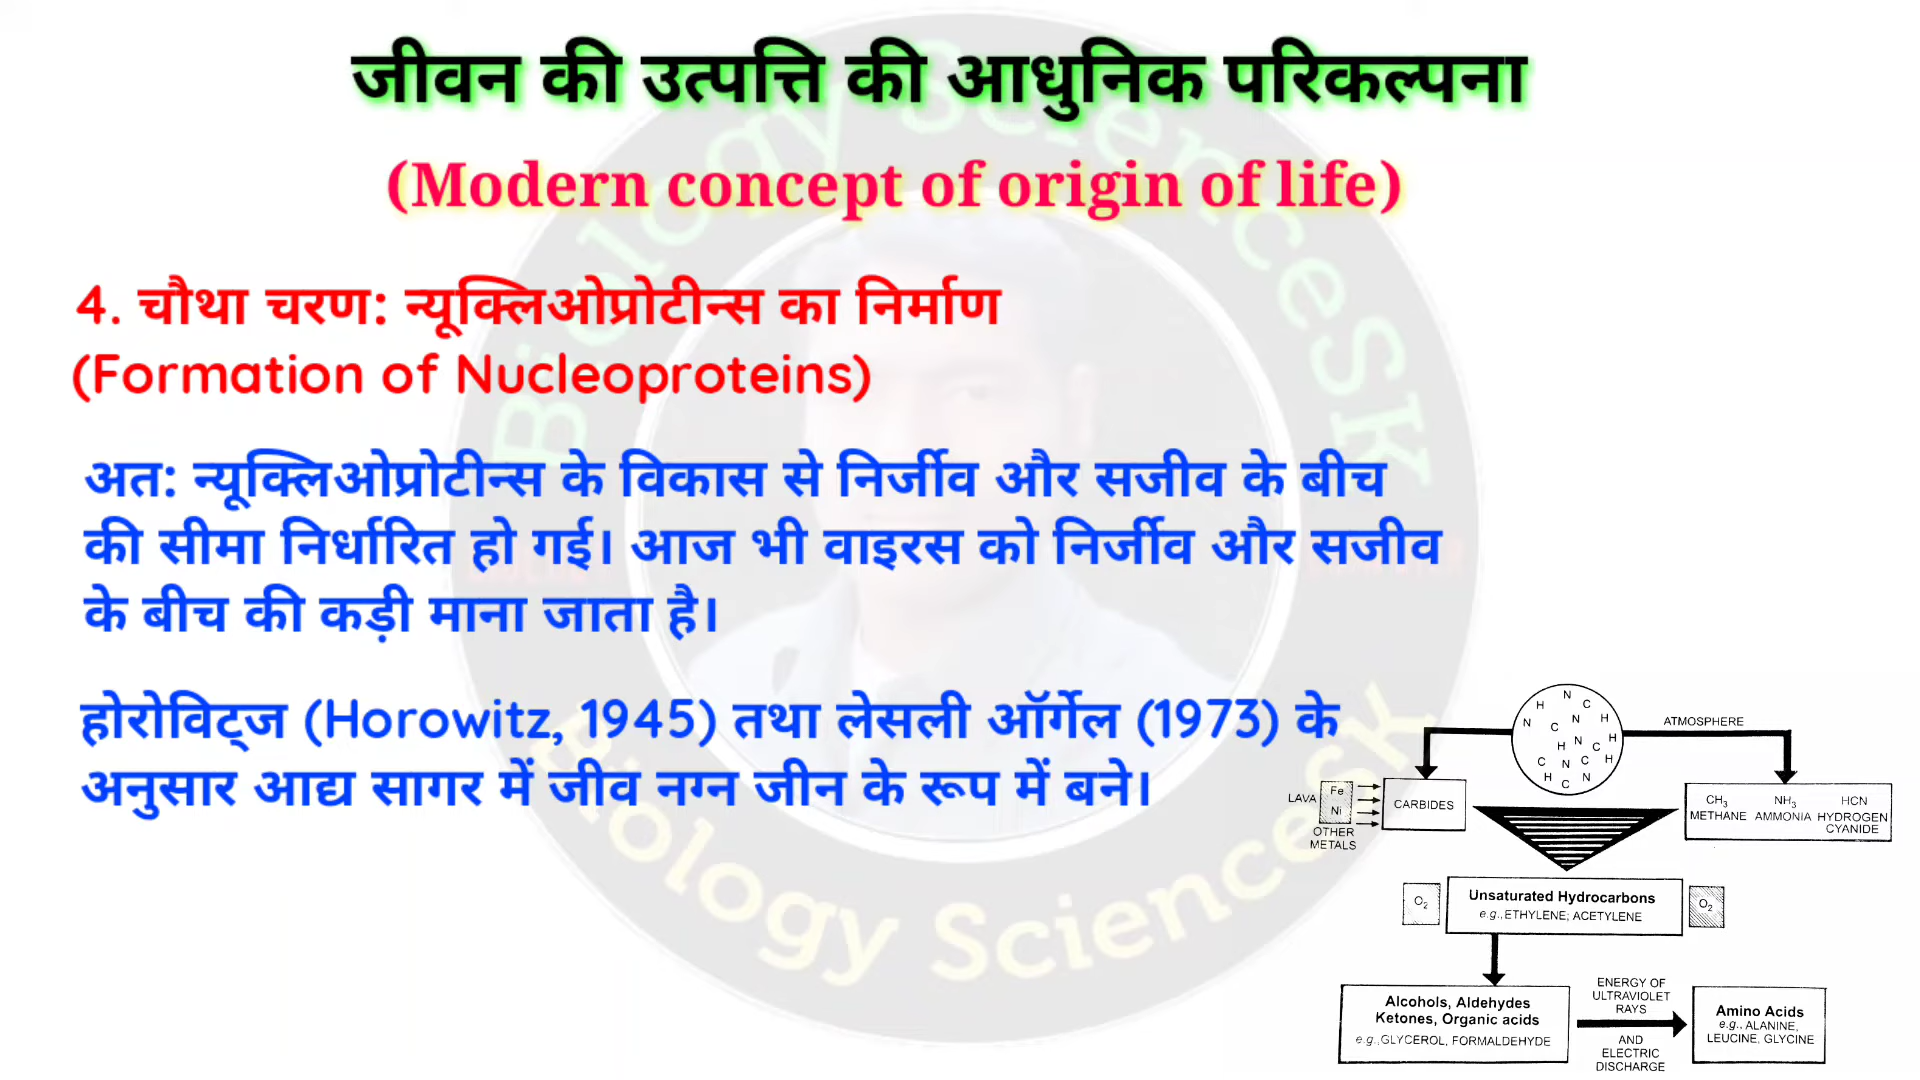 जीवन की उत्पत्ति की आधुनिक परिकल्पना
(Modern concept of origin of life)
4. चौथा चरण: न्यूक्लिओप्रोटीन्स का निर्माण
(Formation of Nucleoproteins)
अत: न्यूक्लिओप्रोटीन्स के विकास से निर्जीव और सजीव के बीच
की सीमा निर्धारित हो गई। आज भी वाइरस को निर्जीव और सजीव
के बीच की कड़ी माना जाता है।
होरोविट्ज (Horowitz, 1945) तथा लेसली ऑर्गेल (1973) के
अनुसार आद्य सागर में जीव नग्न जीन के रूप में बने।
Biology ScienceSk
Biology ScienceSk
N
H C
N N H
C
H N C H
C N C H
H N
C
ATMOSPHERE
LAVA Fe
Ni
OTHER
METALS
CARBIDES
CH3 NH3 HCN
METHANE AMMONIA HYDROGEN
CYANIDE
O2
Unsaturated Hydrocarbons
e.g., ETHYLENE; ACETYLENE
O2
Alcohols, Aldehydes
Ketones, Organic acids
e.g., GLYCEROL, FORMALDEHYDE
ENERGY OF
ULTRAVIOLET
RAYS
AND
ELECTRIC
DISCHARGE
Amino Acids
e.g., ALANINE,
LEUCINE, GLYCINE